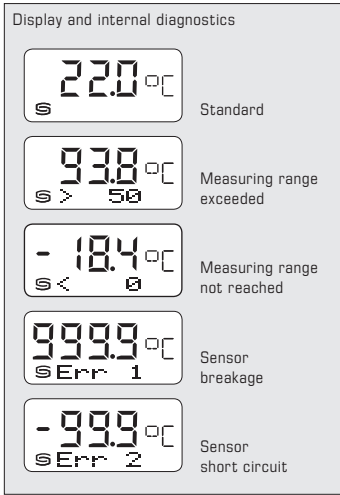 Display and internal diagnostics
22.0 °C
S
Standard
93.8 °C
S > 50
Measuring range
exceeded
- 18.4 °C
S < 0
Measuring range
not reached
999.9 °C
S Err 1
Sensor
breakage
- 99.9 °C
S Err 2
Sensor
short circuit